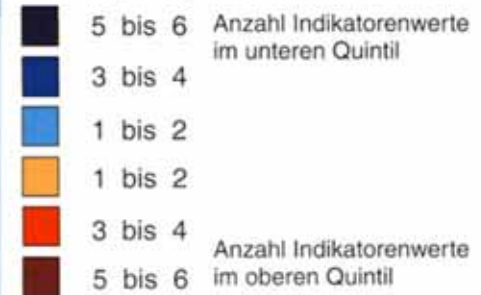 5 bis 6 Anzahl Indikatorenwerte
im unteren Quintil
3 bis 4
1 bis 2
1 bis 2
3 bis 4
Anzahl Indikatorenwerte
5 bis 6 im oberen Quintil